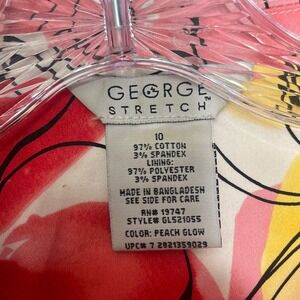 GEORGE
STRETCH™
10
97% COTTON
3% SPANDEX
LINING:
97% POLYESTER
3% SPANDEX
MADE IN BANGLADESH
SEE SIDE FOR CARE
RN# 19747
STYLE# GL521055
COLOR: PEACH GLOW
UPC# 7 2821359029